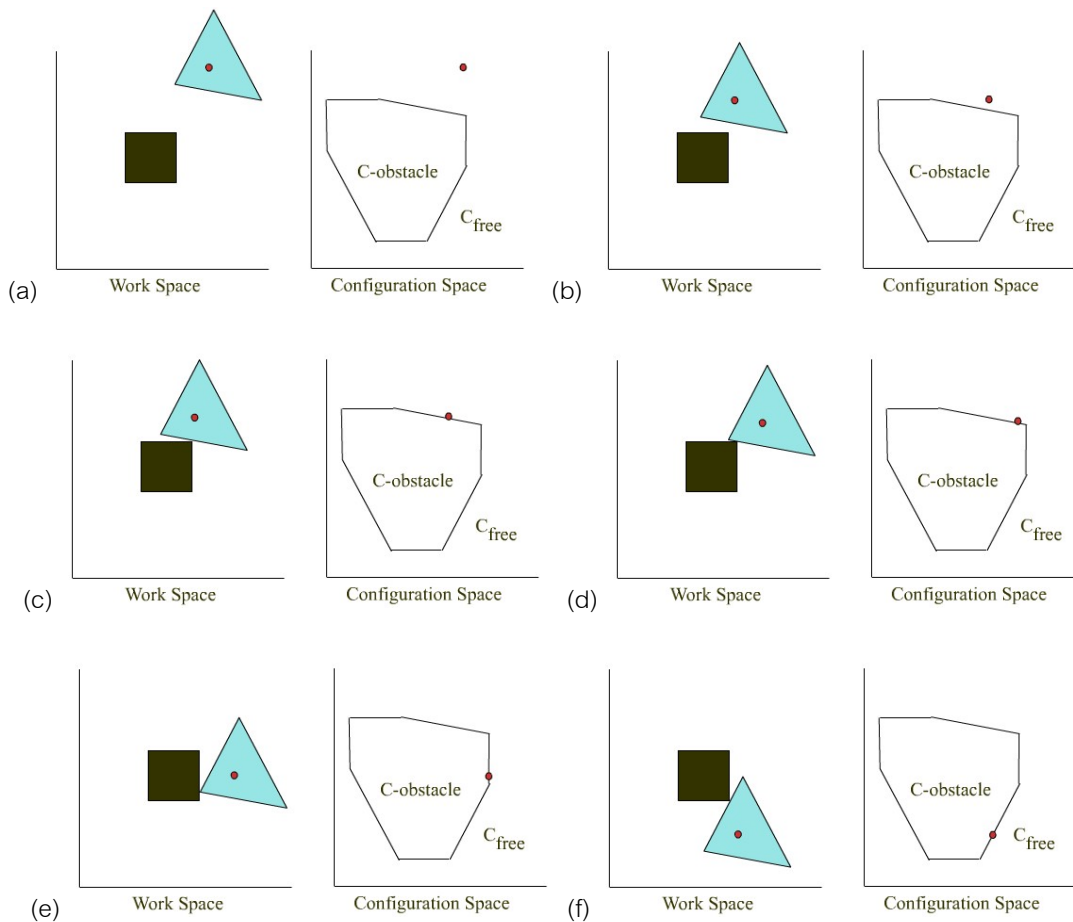 C-obstacle
C free
(a)
Work Space
Configuration Space
C-obstacle
C free
(b)
Work Space
Configuration Space
C-obstacle
C free
(c)
Work Space
Configuration Space
C-obstacle
C free
(d)
Work Space
Configuration Space
C-obstacle
C free
(e)
Work Space
Configuration Space
C-obstacle
C free
(f)
Work Space
Configuration Space